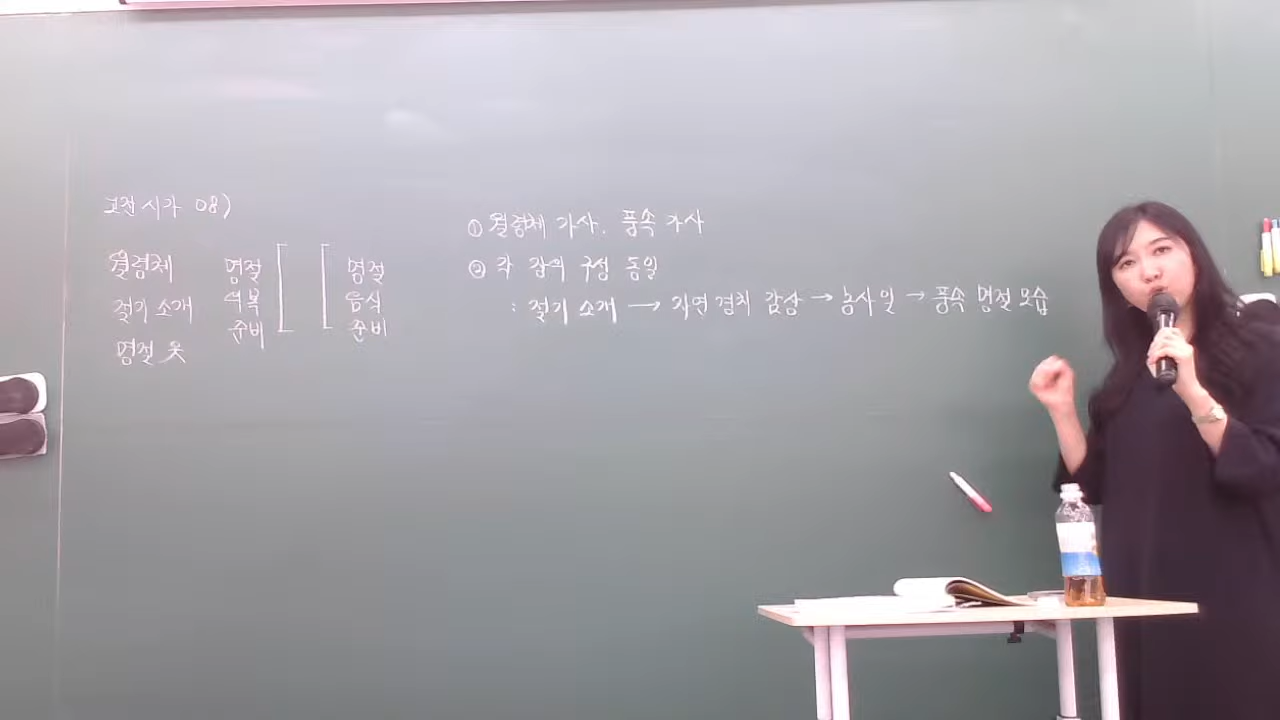 고전시가 08)
월령체
절기 소개
명절 옷
명절
의복
준비
명절
음식
준비
① 월령체 가사. 풍속 가사
② 각 장의 구성 동일
: 절기 소개 → 자연 경치 감상 → 농사일 → 풍속 명절 모습